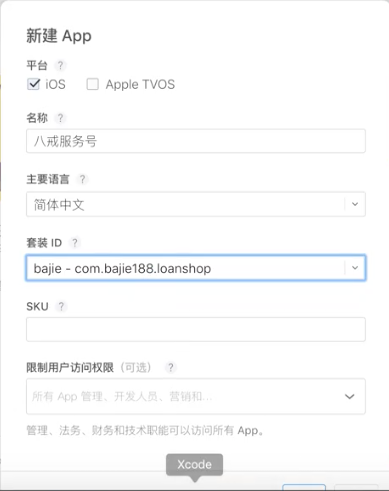 新建 App
平台 ?
iOS Apple TVOS
名称 ?
八戒服务号
主要语言 ?
简体中文
套装 ID ?
bajie - com.bajie188.loanshop
SKU ?
限制用户访问权限（可选） ?
所有 App 管理、开发人员、营销和...
管理、法务、财务和技术职能可以访问所有 App。
Xcode